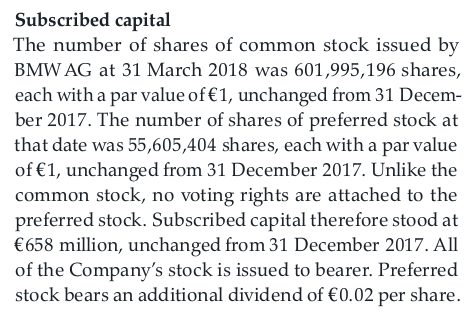 Subscribed capital
The number of shares of common stock issued by
BMW AG at 31 March 2018 was 601,995,196 shares,
each with a par value of €1, unchanged from 31 Decem-
ber 2017. The number of shares of preferred stock at
that date was 55,605,404 shares, each with a par value
of €1, unchanged from 31 December 2017. Unlike the
common stock, no voting rights are attached to the
preferred stock. Subscribed capital therefore stood at
€658 million, unchanged from 31 December 2017. All
of the Company’s stock is issued to bearer. Preferred
stock bears an additional dividend of €0.02 per share.